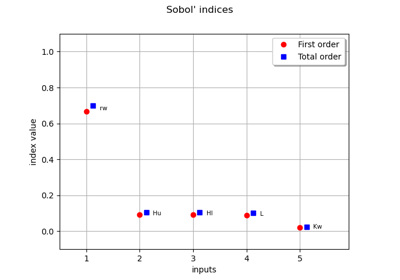 Sobol' indices
First order
Total order
1.0
0.8
0.6
0.4
0.2
0.0
index value
rw
Hu
Hl
L
Kw
1 2 3 4 5
inputs